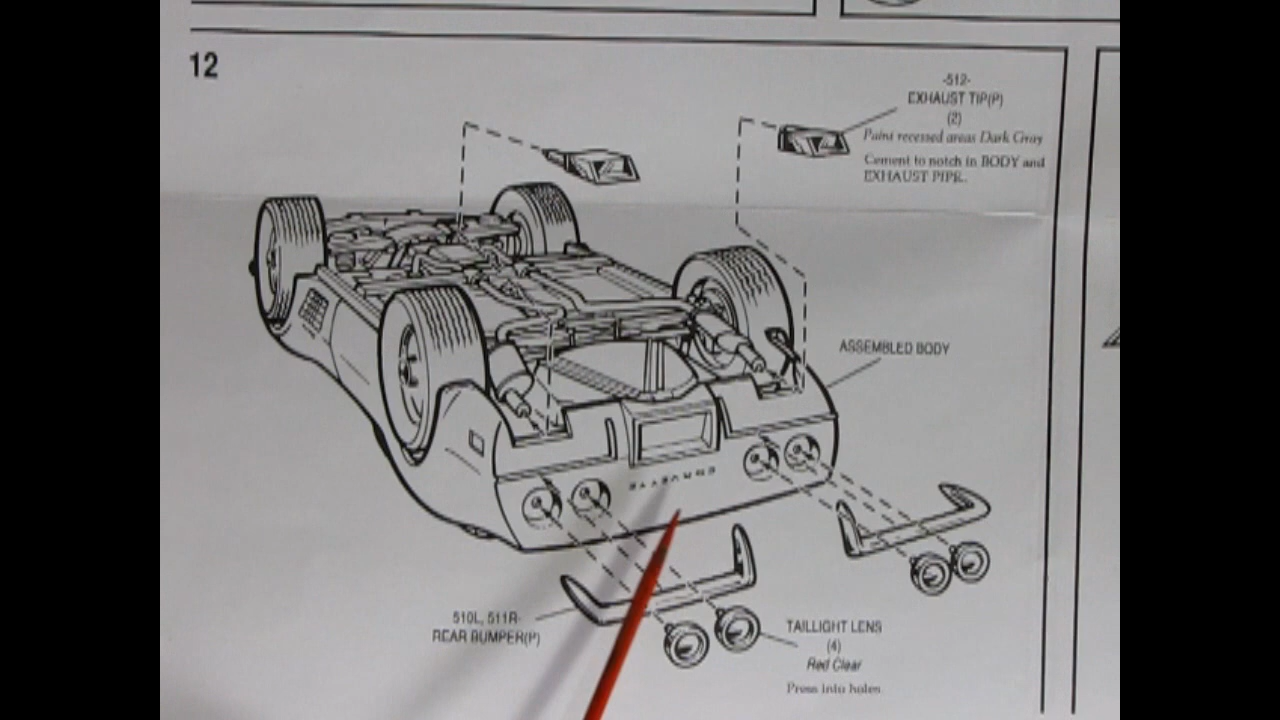 12
-512-
EXHAUST TIP(P)
(2)
Paint recessed areas Dark Gray
Cement to notch in BODY and
EXHAUST PIPE.
ASSEMBLED BODY
CORVETTE
510L, 511R-
REAR BUMPER(P)
TAILLIGHT LENS
(4)
Red Clear
Press into holes.